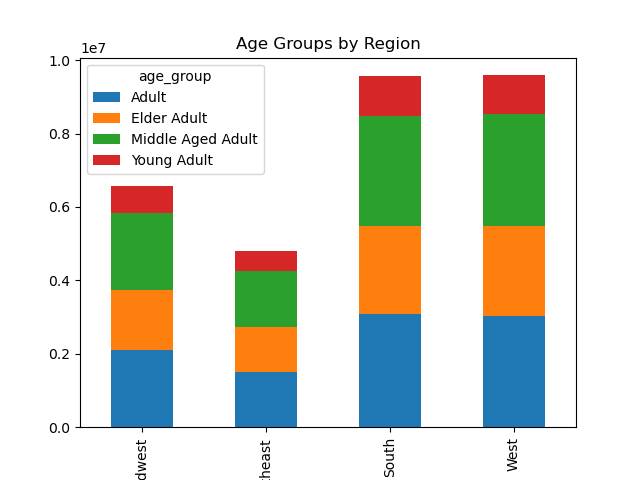 Age Groups by Region
1e7
1.0
0.8
0.6
0.4
0.2
0.0
age_group
Adult
Elder Adult
Middle Aged Adult
Young Adult
dwest
heast
South
West